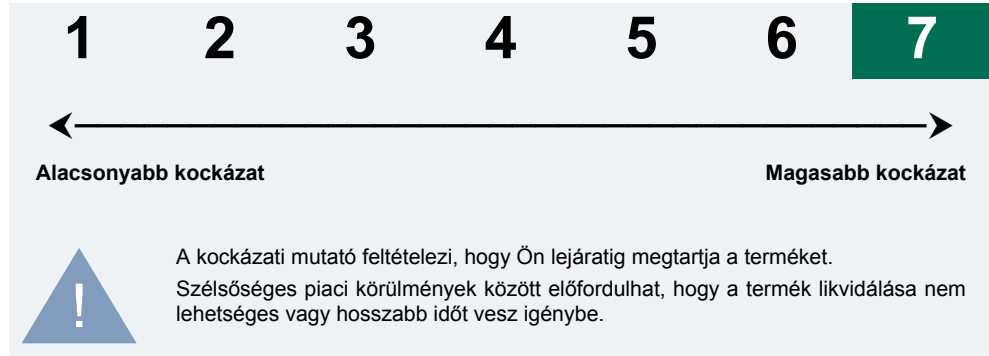 1 2 3 4 5 6 7
Alacsonyabb kockázat Magasabb kockázat
A kockázati mutató feltételezi, hogy Ön lejáratig megtartja a terméket.
Szélsőséges piaci körülmények között előfordulhat, hogy a termék likvidálása nem
lehetséges vagy hosszabb időt vesz igénybe.
!